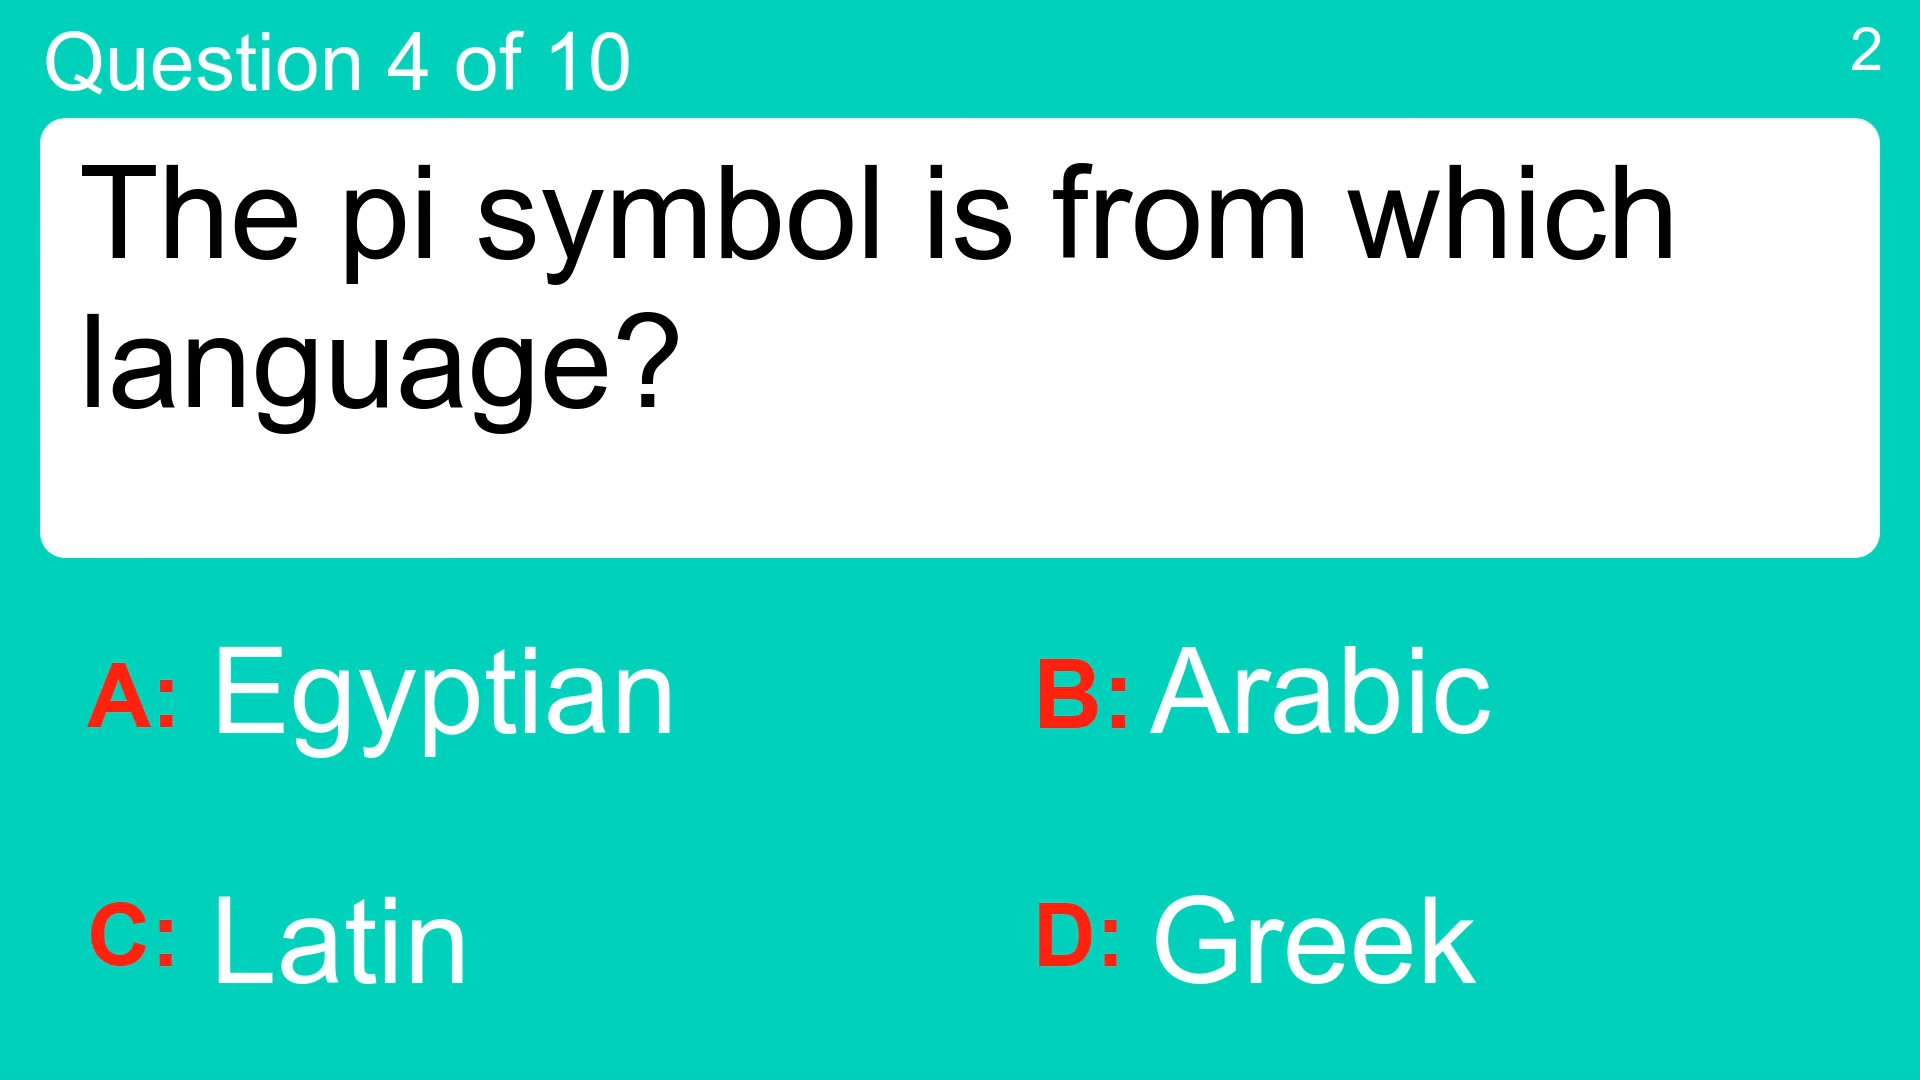 Question 4 of 10
2
The pi symbol is from which
language?
A: Egyptian
B: Arabic
C: Latin
D: Greek